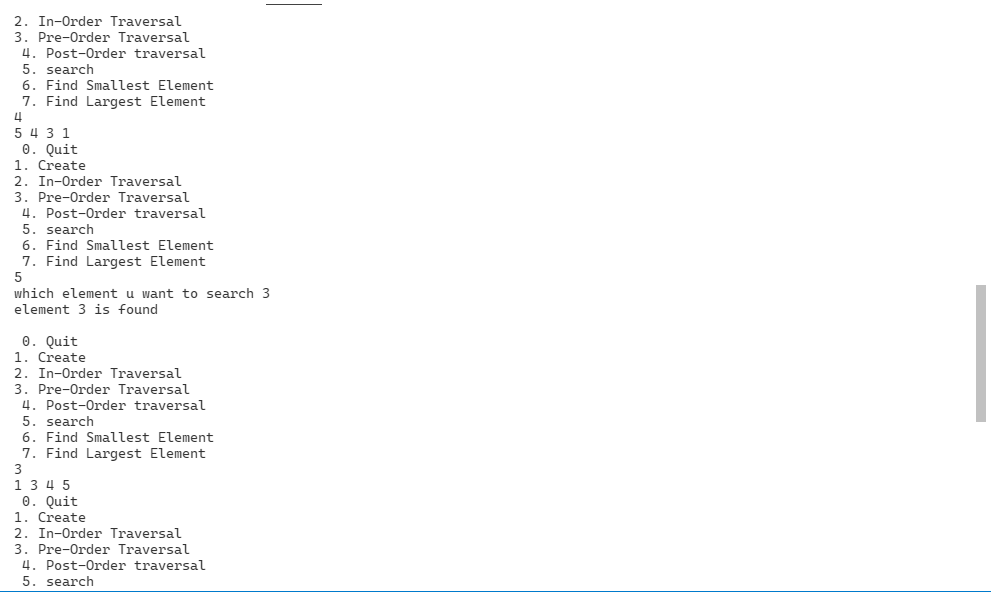 2. In-Order Traversal
3. Pre-Order Traversal
 4. Post-Order traversal
 5. search
 6. Find Smallest Element
 7. Find Largest Element
4
5 4 3 1
 0. Quit
1. Create
2. In-Order Traversal
3. Pre-Order Traversal
 4. Post-Order traversal
 5. search
 6. Find Smallest Element
 7. Find Largest Element
5
which element u want to search 3
element 3 is found

 0. Quit
1. Create
2. In-Order Traversal
3. Pre-Order Traversal
 4. Post-Order traversal
 5. search
 6. Find Smallest Element
 7. Find Largest Element
3
1 3 4 5
 0. Quit
1. Create
2. In-Order Traversal
3. Pre-Order Traversal
 4. Post-Order traversal
 5. search